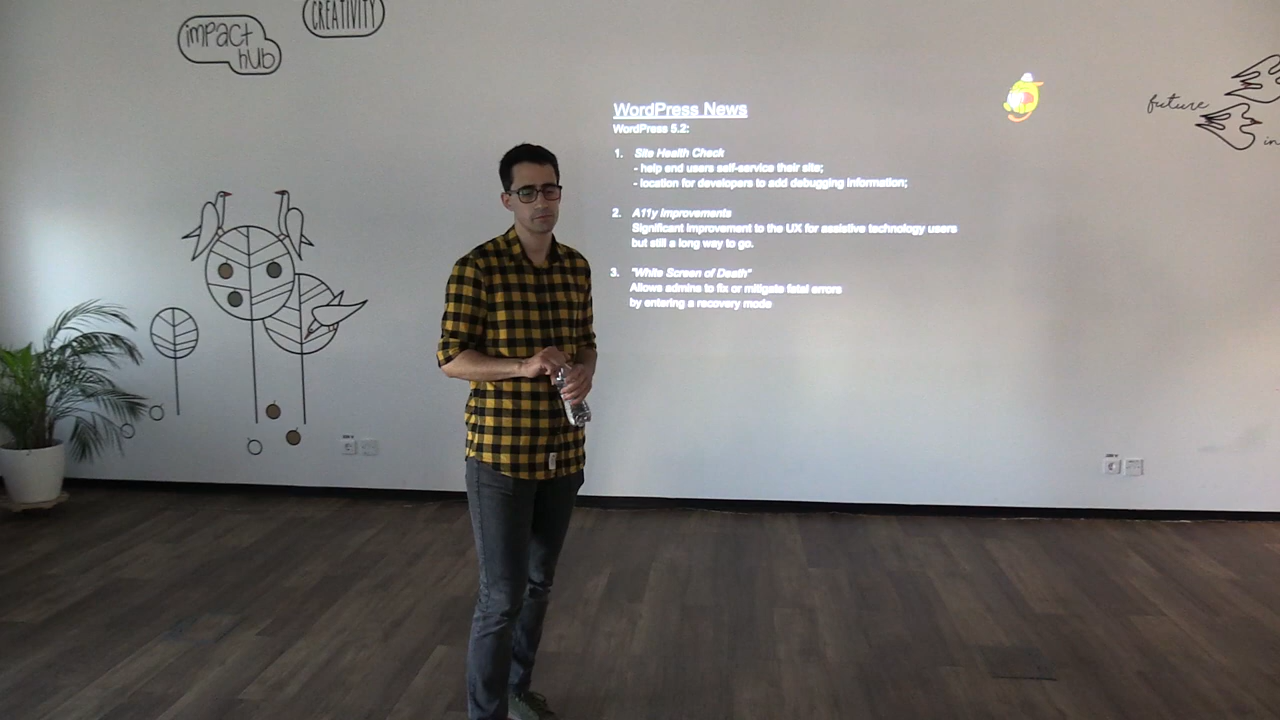 CREATIVITY
impact
hub
WordPress News
WordPress 5.2:
1. Site Health Check
- help end users self-service their site;
- location for developers to add debugging information;
2. A11y Improvements
Significant improvement to the UX for assistive technology users
but still a long way to go.
3. "White Screen of Death"
Allows admins to fix or mitigate fatal errors
by entering a recovery mode
future
in